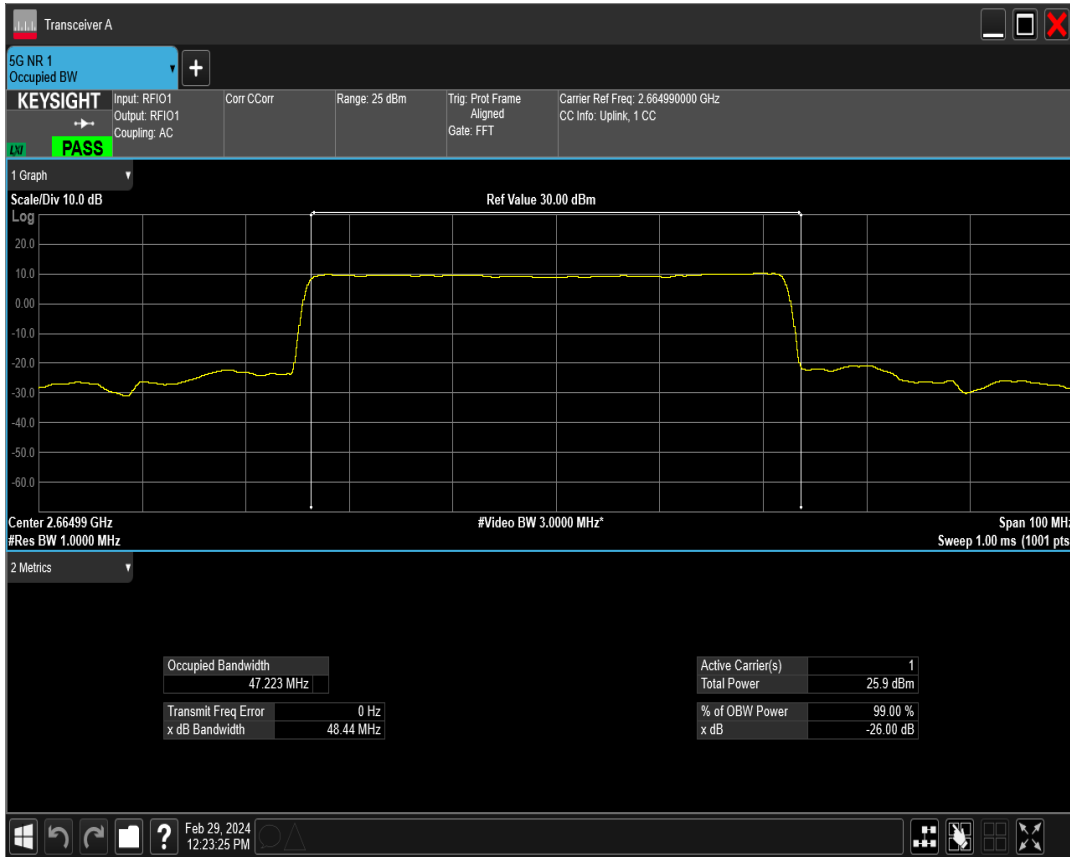 Transceiver A
5G NR 1
Occupied BW
KEYSIGHT
LXI
PASS
Input: RFIO1
Output: RFIO1
Coupling: AC
Corr CCorr
Range: 25 dBm
Trig: Prot Frame
Aligned
Gate: FFT
Carrier Ref Freq: 2.664990000 GHz
CC Info: Uplink, 1 CC
1 Graph
Scale/Div 10.0 dB
Ref Value 30.00 dBm
Log
20.0
10.0
0.00
-10.0
-20.0
-30.0
-40.0
-50.0
-60.0
Center 2.66499 GHz
#Video BW 3.0000 MHz*
Span 100 MHz
#Res BW 1.0000 MHz
Sweep 1.00 ms (1001 pts
2 Metrics
Occupied Bandwidth
47.223 MHz
Transmit Freq Error 0 Hz
x dB Bandwidth 48.44 MHz
Active Carrier(s) 1
Total Power 25.9 dBm
% of OBW Power 99.00 %
x dB -26.00 dB
?
Feb 29, 2024
12:23:25 PM